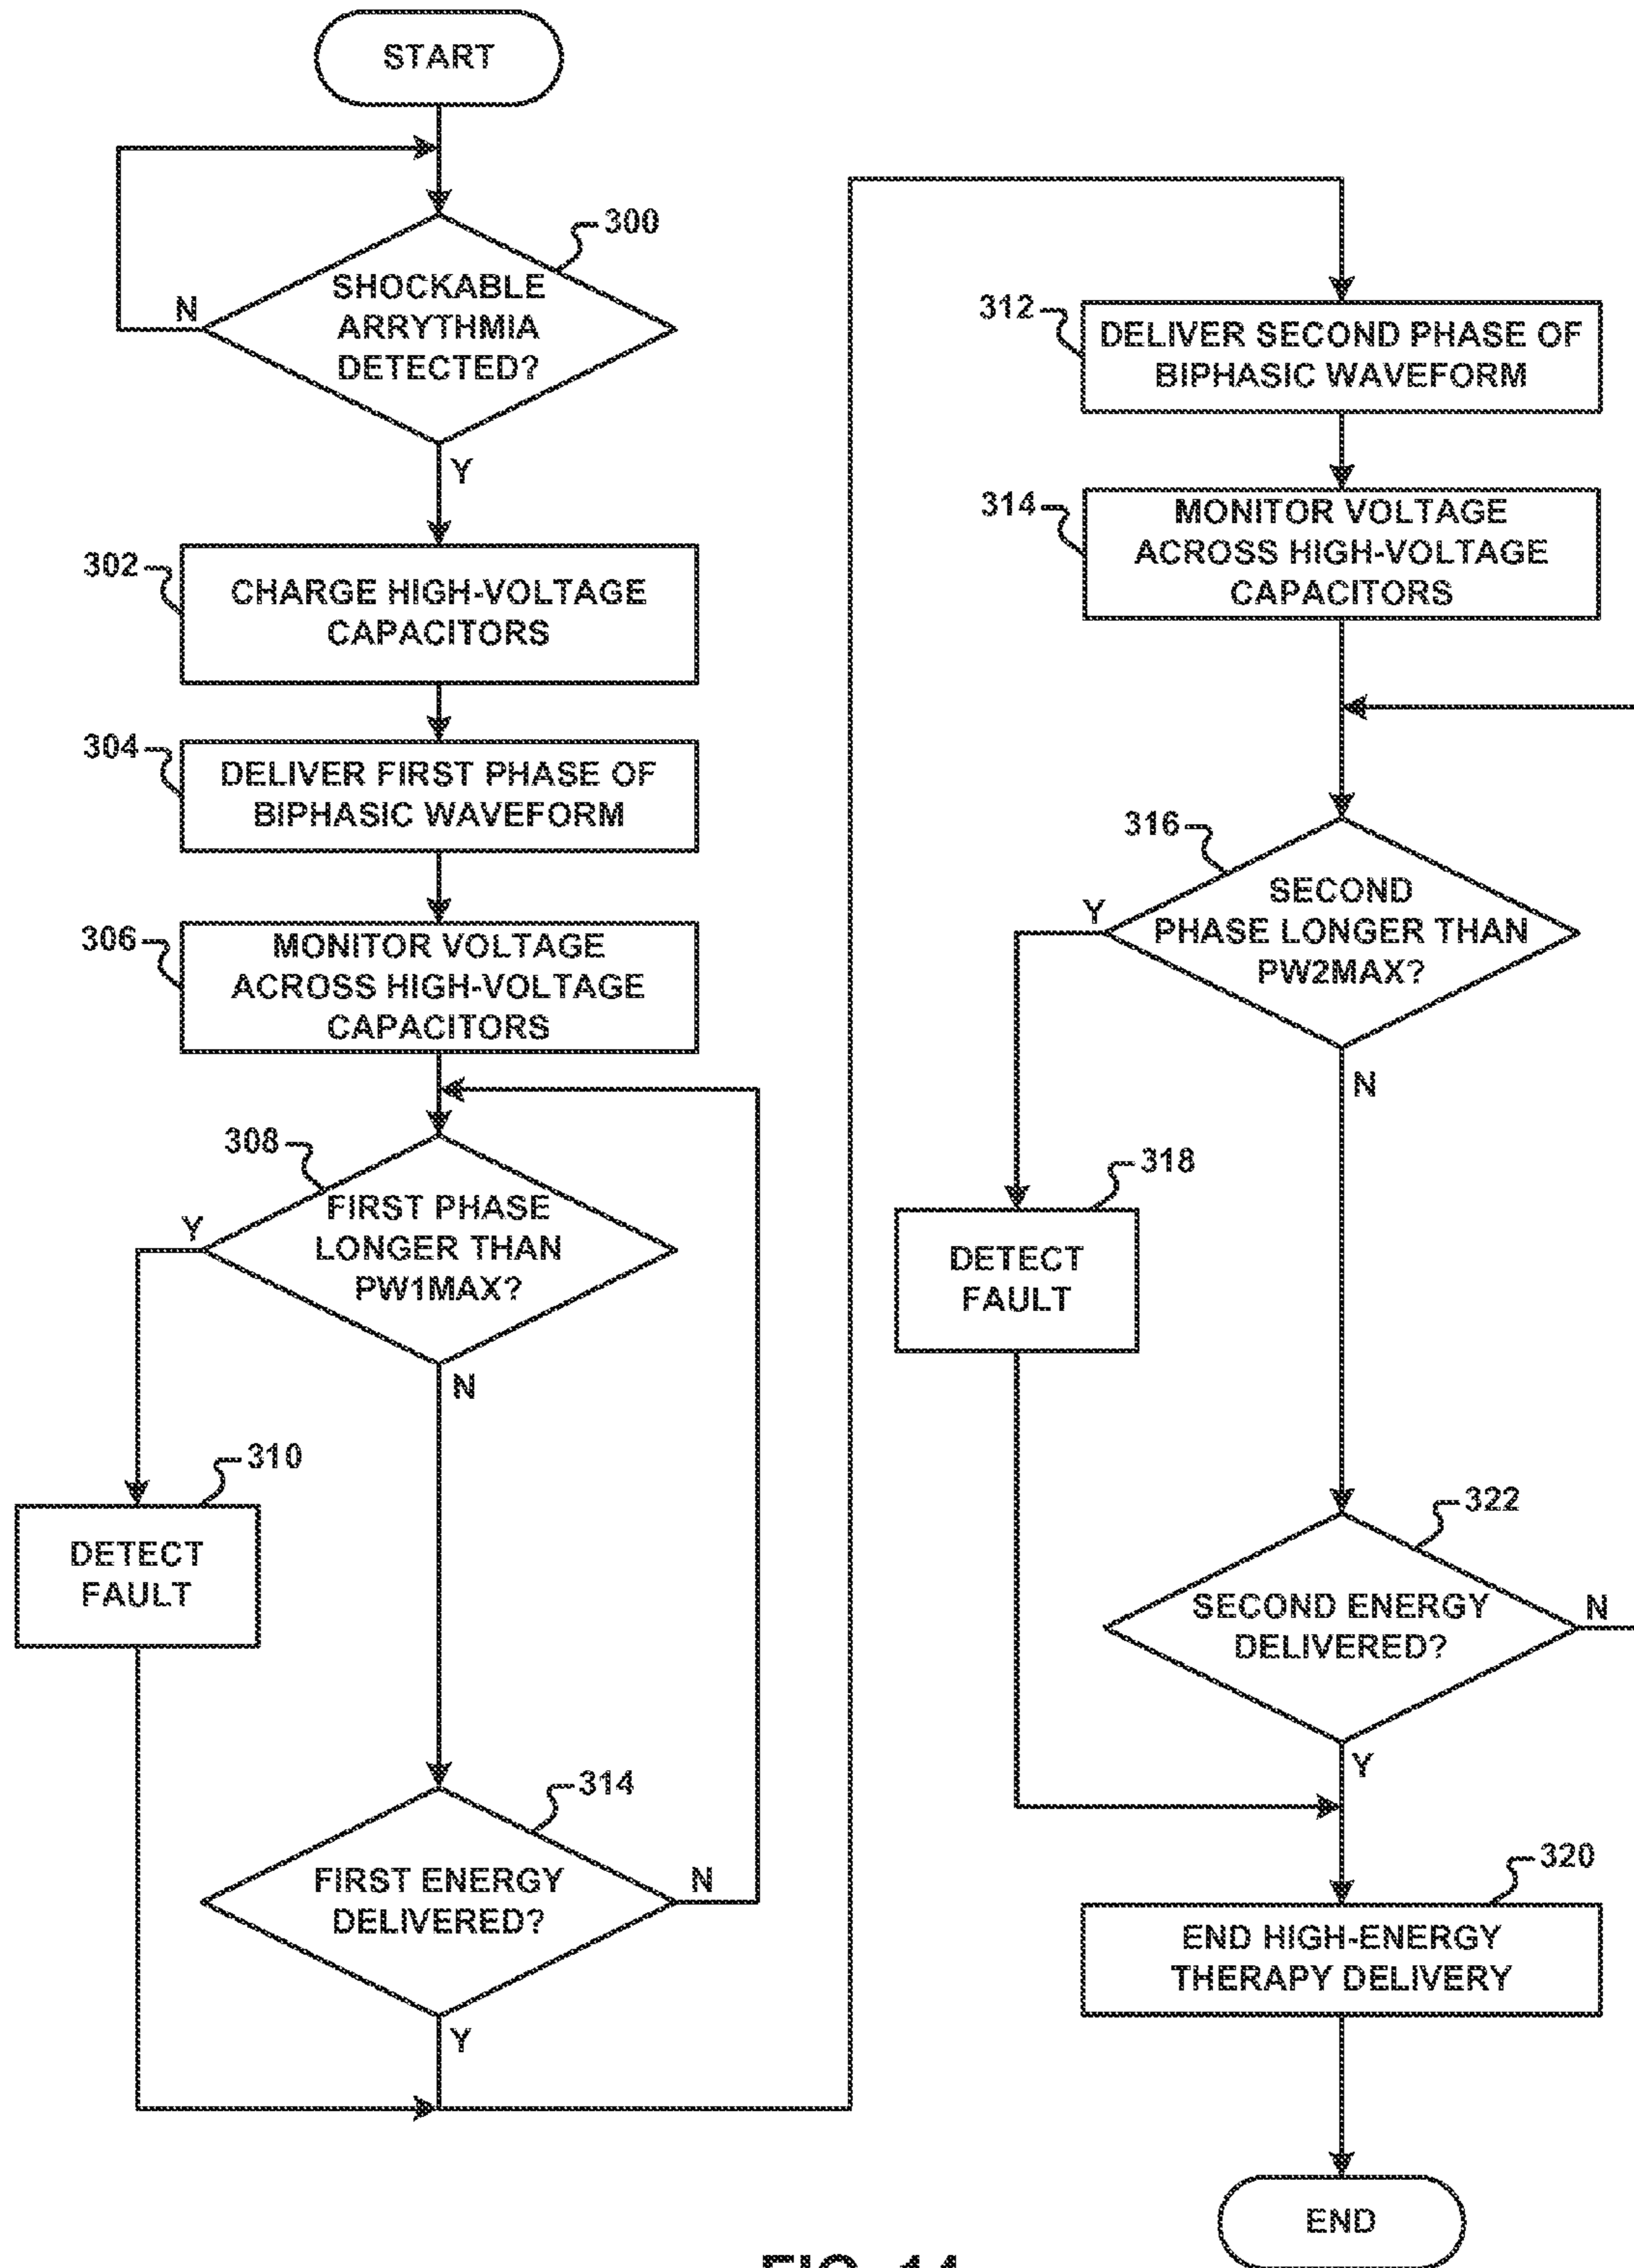 START
300
SHOCKABLE
ARRYTHMIA
DETECTED?
N
Y
302
CHARGE HIGH-VOLTAGE
CAPACITORS
304
DELIVER FIRST PHASE OF
BIPHASIC WAVEFORM
306
MONITOR VOLTAGE
ACROSS HIGH-VOLTAGE
CAPACITORS
308
FIRST PHASE
LONGER THAN
PW1MAX?
Y
N
310
DETECT
FAULT
314
FIRST ENERGY
DELIVERED?
N
Y
312
DELIVER SECOND PHASE OF
BIPHASIC WAVEFORM
314
MONITOR VOLTAGE
ACROSS HIGH-VOLTAGE
CAPACITORS
316
SECOND
PHASE LONGER THAN
PW2MAX?
Y
N
318
DETECT
FAULT
322
SECOND ENERGY
DELIVERED?
N
Y
320
END HIGH-ENERGY
THERAPY DELIVERY
END